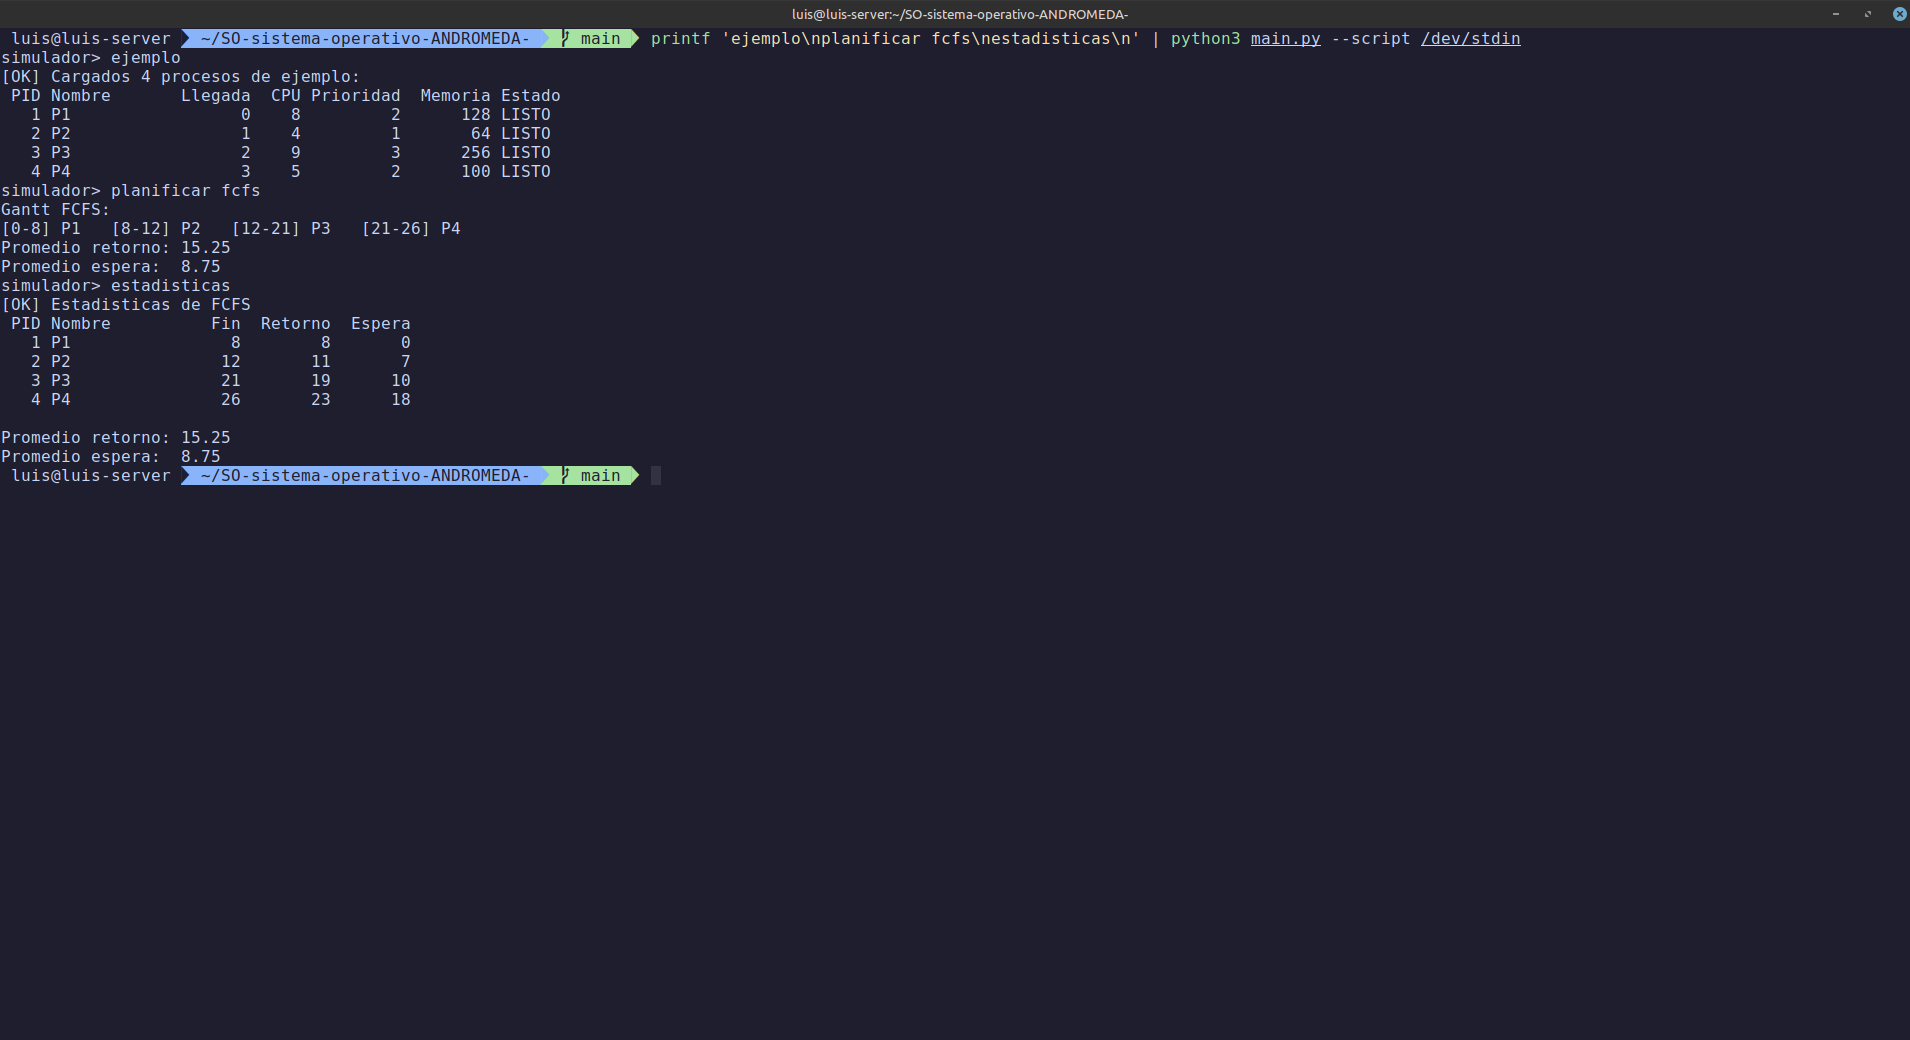 luis@luis-server:~/SO-sistema-operativo-ANDROMEDA-
luis@luis-server ~/SO-sistema-operativo-ANDROMEDA- main printf 'ejemplo\nplanificar fcfs\nestadisticas\n' | python3 main.py --script /dev/stdin
simulador> ejemplo
[OK] Cargados 4 procesos de ejemplo:
PID Nombre       Llegada  CPU Prioridad  Memoria Estado
1 P1                 0    8         2      128 LISTO
2 P2                 1    4         1       64 LISTO
3 P3                 2    9         3      256 LISTO
4 P4                 3    5         2      100 LISTO
simulador> planificar fcfs
Gantt FCFS:
[0-8] P1   [8-12] P2   [12-21] P3   [21-26] P4
Promedio retorno: 15.25
Promedio espera:  8.75
simulador> estadisticas
[OK] Estadisticas de FCFS
PID Nombre          Fin  Retorno  Espera
1 P1                8        8       0
2 P2               12       11       7
3 P3               21       19      10
4 P4               26       23      18
Promedio retorno: 15.25
Promedio espera:  8.75
luis@luis-server ~/SO-sistema-operativo-ANDROMEDA- main